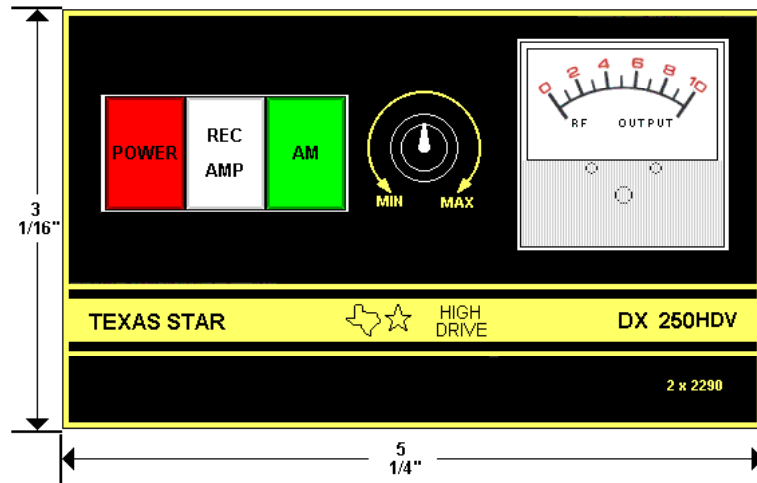 0 2 4 6 8 10
RF OUTPUT
POWER
REC
AMP
AM
MIN MAX
3
1/16"
TEXAS STAR
HIGH
DRIVE
DX 250HDV
2 x 2290
5
1/4"